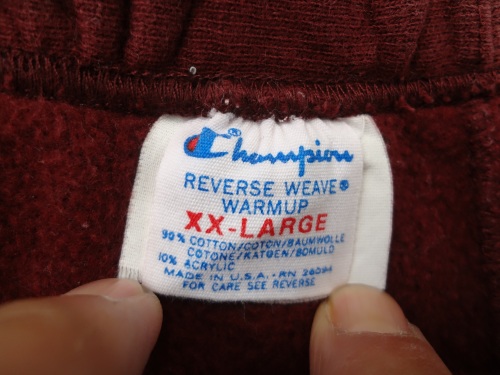 Champion®
REVERSE WEAVE®
WARMUP
XX-LARGE
90% COTTON/COTON/BAUMWOLLE
COTONE/KATOEN/BOMULD
10% ACRYLIC
MADE IN U.S.A. - RN 26094
FOR CARE SEE REVERSE